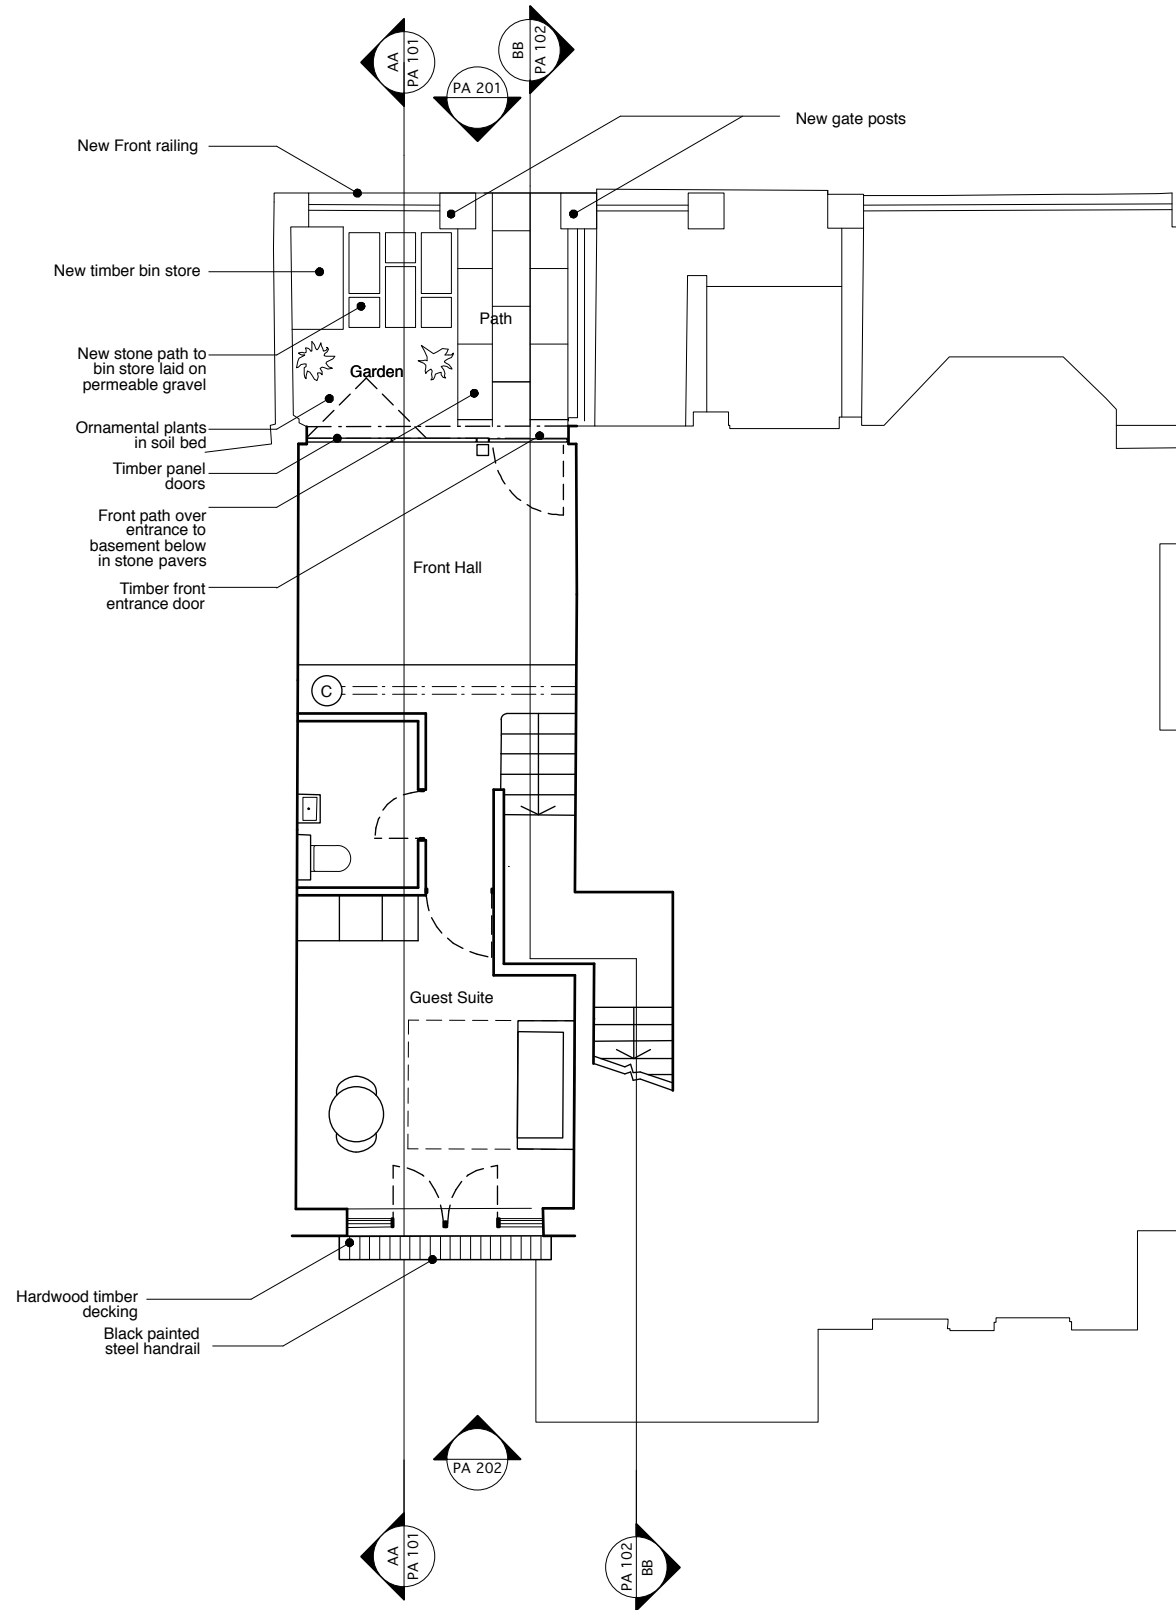 AA
PA 101
BB
PA 102
PA 201
New gate posts
New Front railing
New timber bin store
Path
New stone path to
bin store laid on
permeable gravel
Garden
Ornamental plants
in soil bed
Timber panel
doors
Front path over
entrance to
basement below
in stone pavers
Front Hall
Timber front
entrance door
C
Guest Suite
Hardwood timber
decking
Black painted
steel handrail
PA 202
AA
PA 101
PA 102
BB